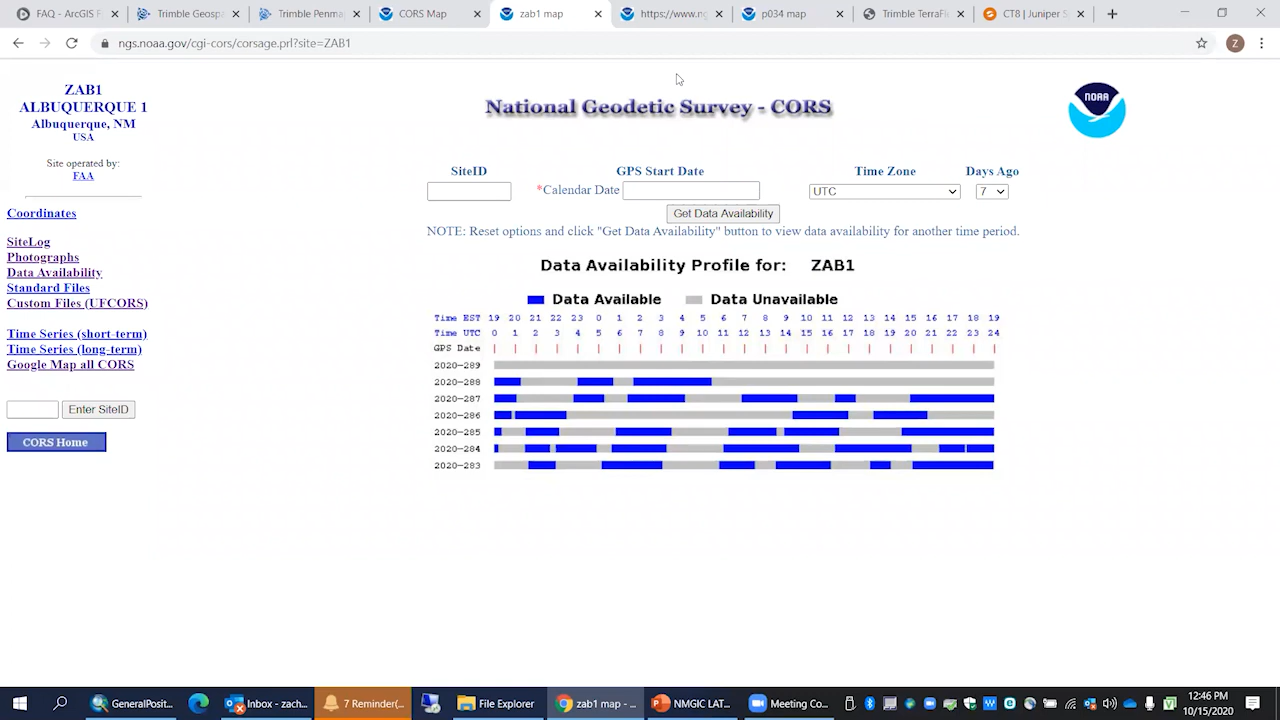 FAQ - ArcGIS F
Trimble Geosp
Trimble Penma
CORS Map
zab1 map
https://www.ng
p034 CORS
Trimble TerraFl
CT8 | Juniper S
ngs.noaa.gov/cgi-cors/corsage.prl?site=ZAB1
Z
ZAB1
ALBUQUERQUE 1
Albuquerque, NM
USA
Site operated by:
FAA
Coordinates
SiteLog
Photographs
Data Availability
Standard Files
Custom Files (UFCORS)
Time Series (short-term)
Time Series (long-term)
Google Map all CORS
Enter SiteID
CORS Home
National Geodetic Survey - CORS
NOAA
SiteID GPS Start Date Time Zone Days Ago
*Calendar Date UTC 7
Get Data Availability
NOTE: Reset options and click "Get Data Availability" button to view data availability for another time period.
Data Availability Profile for: ZAB1
Data Available Data Unavailable
Time EST 19 20 21 22 23 0 1 2 3 4 5 6 7 8 9 10 11 12 13 14 15 16 17 18 19
Time UTC 0 1 2 3 4 5 6 7 8 9 10 11 12 13 14 15 16 17 18 19 20 21 22 23 24
GPS Date
2020-289
2020-288
2020-287
2020-286
2020-285
2020-284
2020-283
GeneralPosit...
Inbox - zach...
7 Reminder(...
File Explorer
zab1 map - ...
NMGIC LAT...
Meeting Co...
12:46 PM
10/15/2020